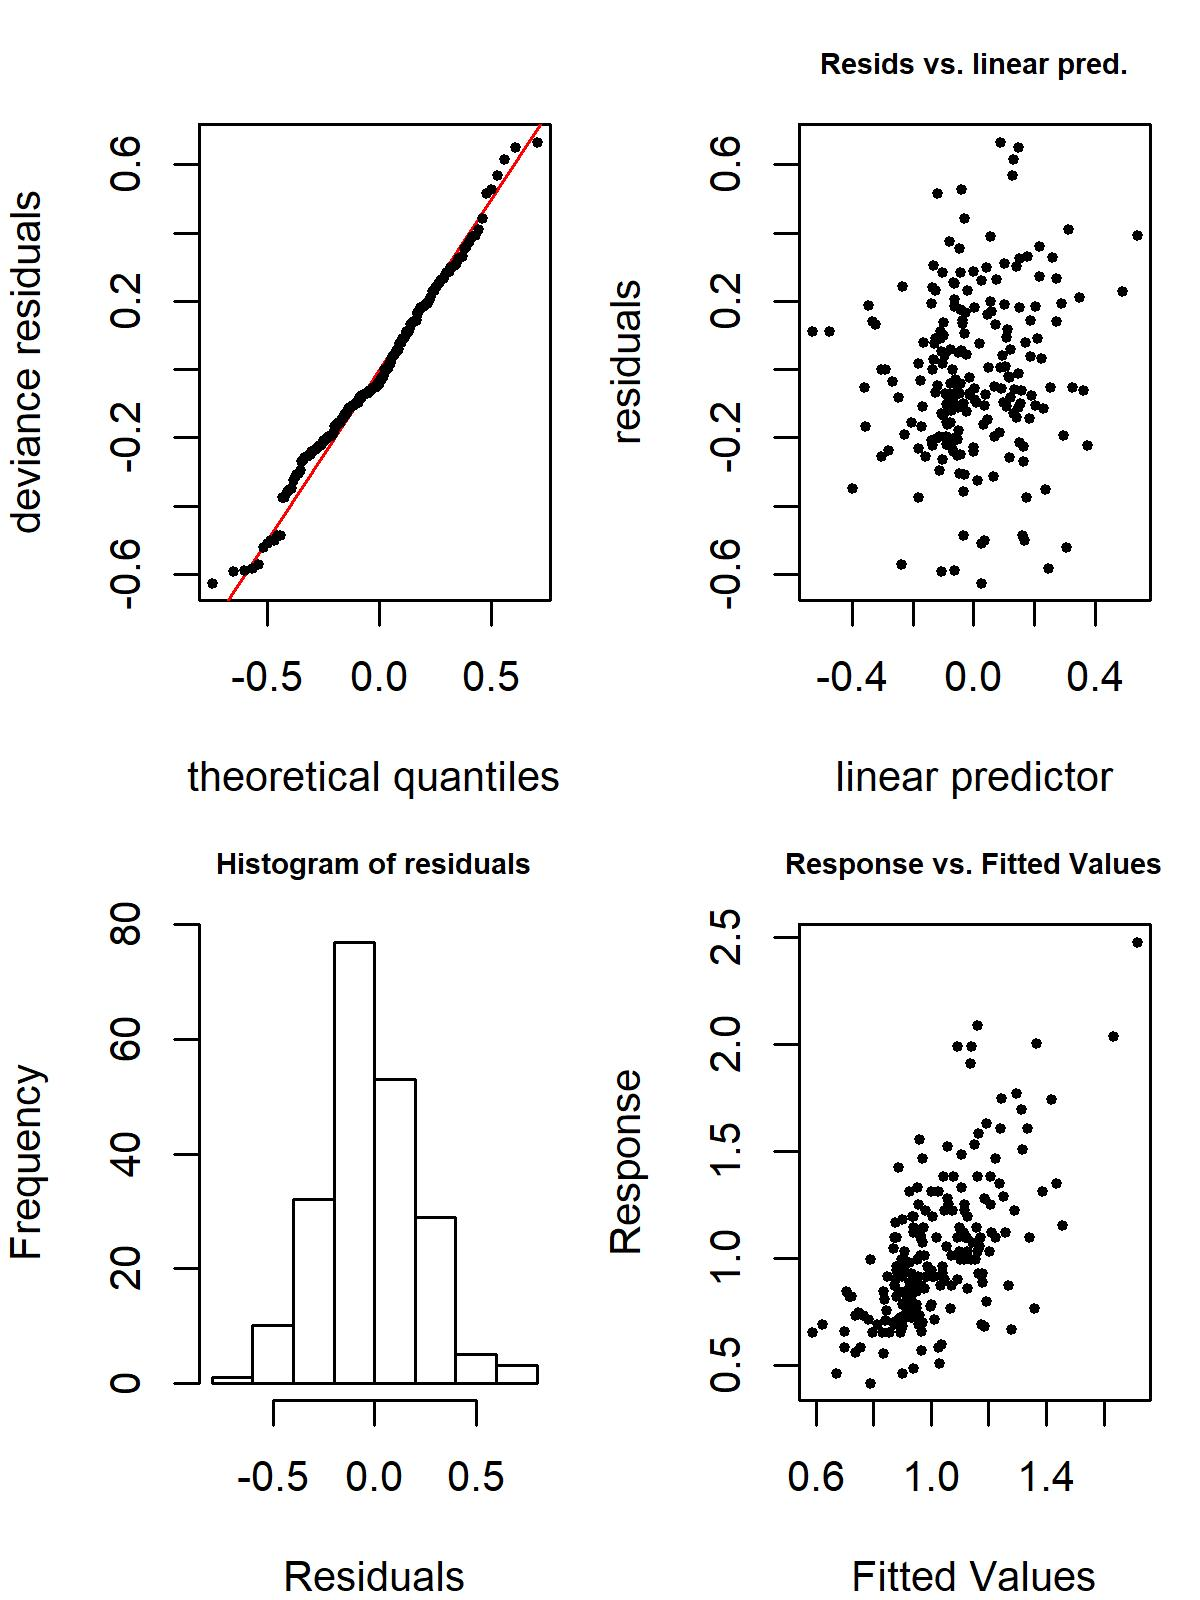 deviance residuals
0.6
0.2
-0.2
-0.6
-0.5 0.0 0.5
theoretical quantiles
Resids vs. linear pred.
residuals
0.6
0.2
-0.2
-0.6
-0.4 0.0 0.4
linear predictor
Histogram of residuals
Frequency
80
60
40
20
0
-0.5 0.0 0.5
Residuals
Response vs. Fitted Values
Response
2.5
2.0
1.5
1.0
0.5
0.6 1.0 1.4
Fitted Values